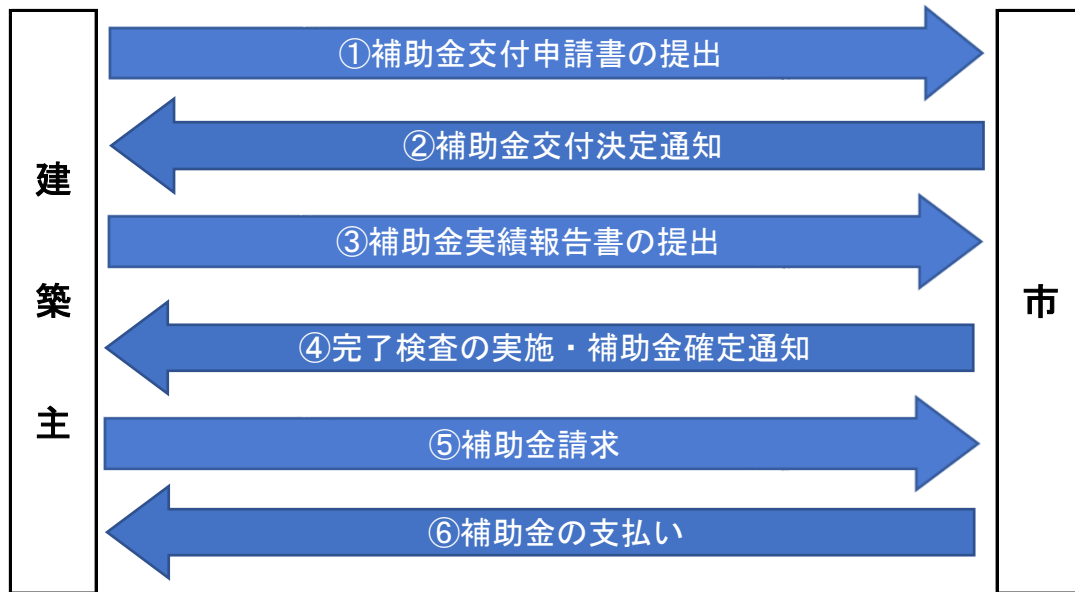 建築主
①補助金交付申請書の提出
②補助金交付決定通知
③補助金実績報告書の提出
④完了検査の実施・補助金確定通知
⑤補助金請求
⑥補助金の支払い
市